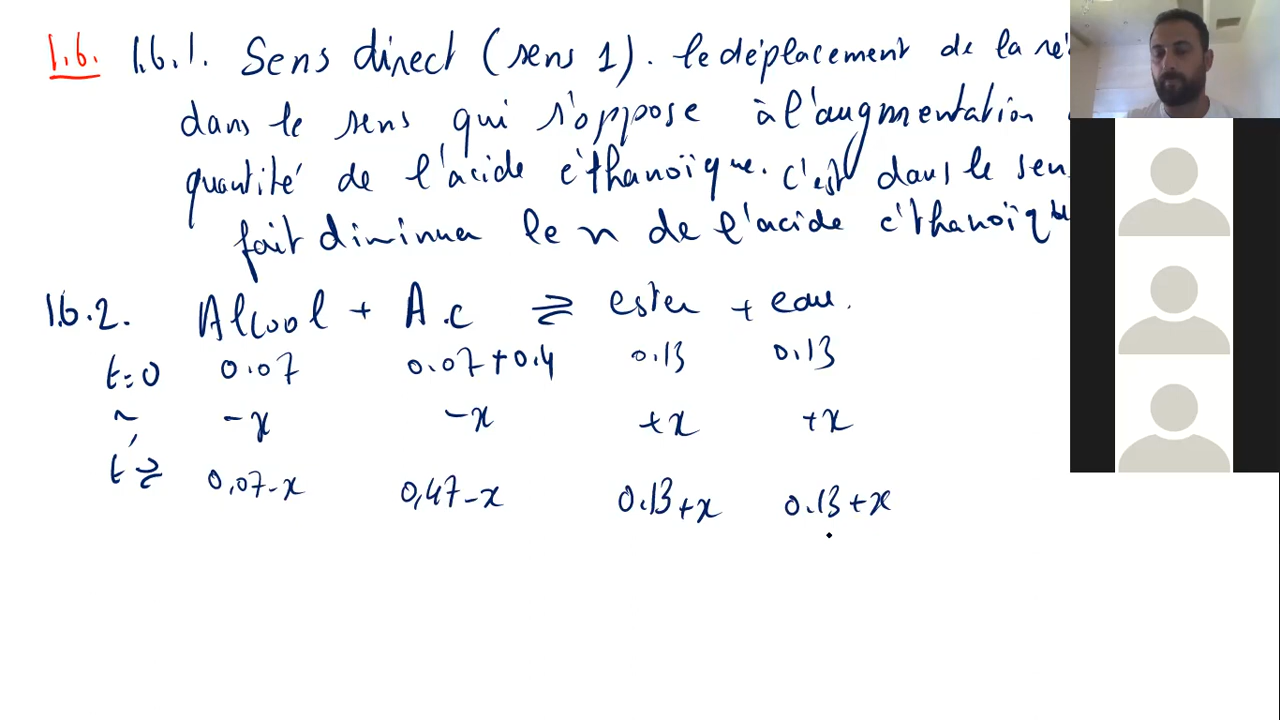 1.6. 1.6.1. Sens direct (sens 1). le déplacement de la ré
dans le sens qui s'oppose à l'augmentation
quantité de l'acide éthanoïque. c'est dans le sens
fait diminuer le n de l'acide éthanoïque
1.6.2. Alcool + A.c ⇌ ester + eau.
t=0 0.07 0.07+0.4 0.13 0.13
~ -x -x +x +x
t'⇌ 0,07-x 0,47-x 0.13+x 0.13+x